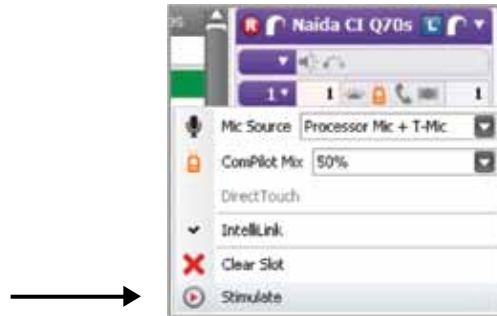 R Naida CI Q70s L
1 1 1
Mic Source Processor Mic + T-Mic
ComPilot Mix 50%
DirectTouch
IntelliLink
Clear Slot
Stimulate